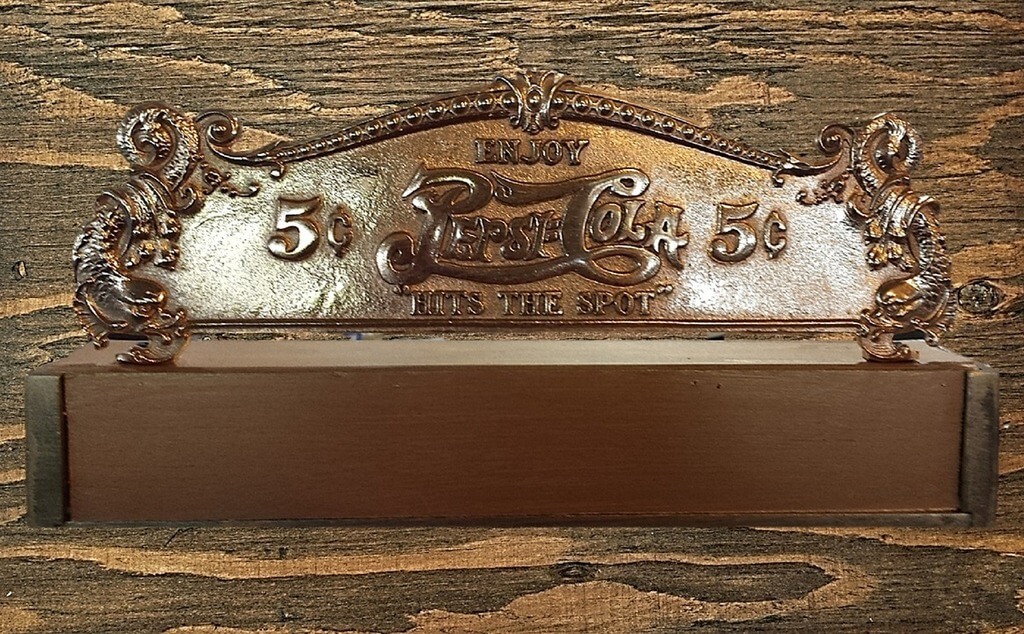 ENJOY
5¢ PEPSI-COLA 5¢
"HITS THE SPOT"